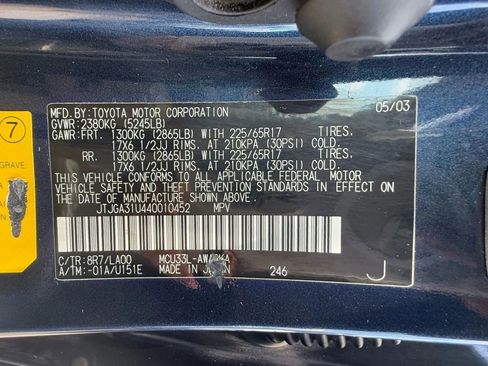 MFD.BY:TOYOTA MOTOR CORPORATION 05/03
GVWR:2380KG (5245LB)
GAWR:FRT. 1300KG (2865LB) WITH 225/65R17 TIRES,
17X6 1/2JJ RIMS, AT 210KPA(30PSI) COLD.
RR. 1300KG (2865LB) WITH 225/65R17 TIRES,
17X6 1/2JJ RIMS, AT 210KPA(30PSI) COLD.
THIS VEHICLE CONFORMS TO ALL APPLICABLE FEDERAL MOTOR
VEHICLE SAFETY AND THEFT PREVENTION STANDARDS IN EFFECT ON
THE DATE OF MANUFACTURE SHOWN ABOVE.
JTJGA31U440010452 MPV
C/TR:8R7/LA00 MCU33L-
A/TM:-01A/U151E MADE IN JAPAN 246 J
7
GRAVE